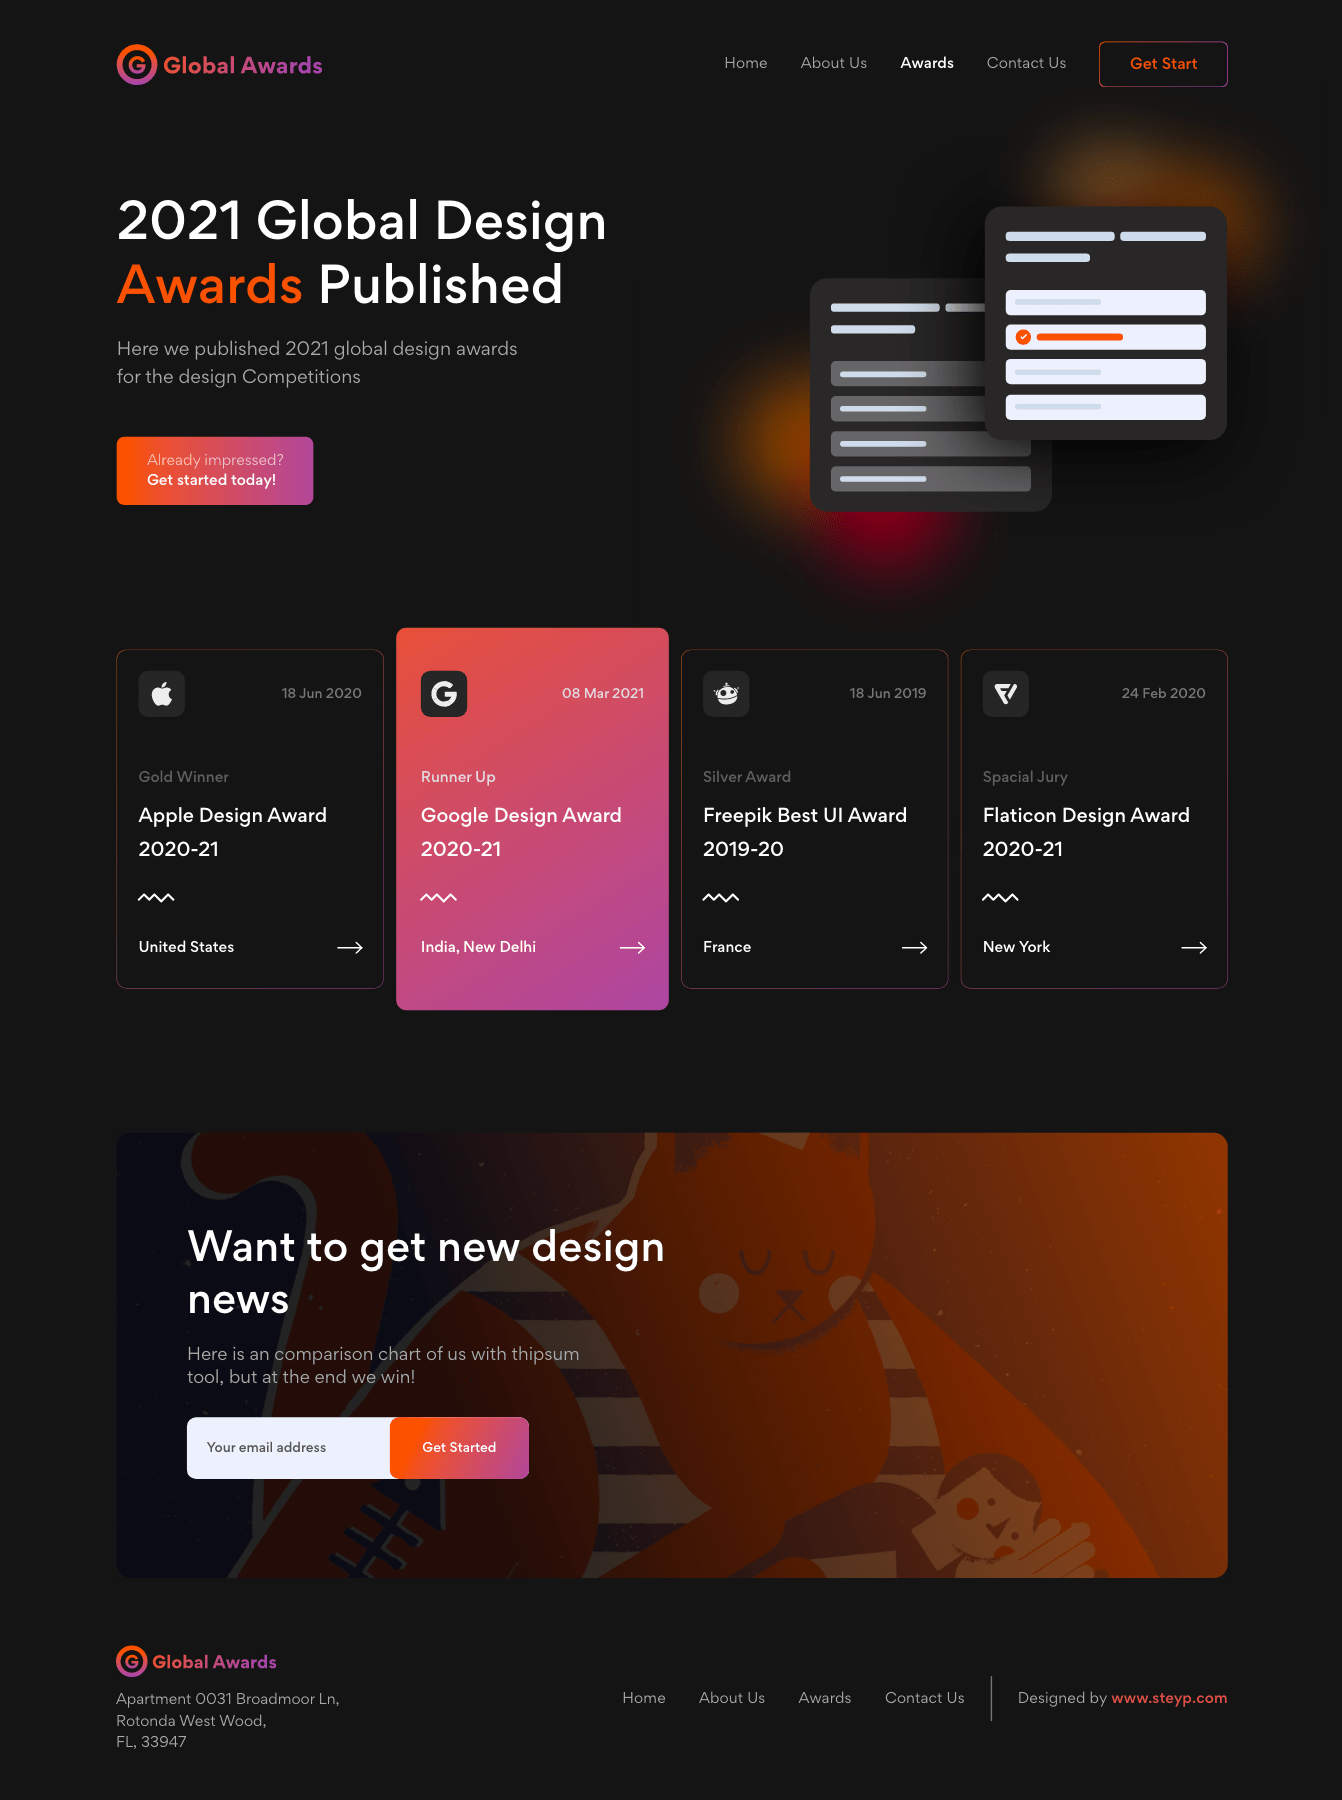 Global Awards
Home
About Us
Awards
Contact Us
Get Start
2021 Global Design
Awards Published
Here we published 2021 global design awards
for the design Competitions
Already impressed?
Get started today!
18 Jun 2020
Gold Winner
Apple Design Award
2020-21
United States
08 Mar 2021
Runner Up
Google Design Award
2020-21
India, New Delhi
18 Jun 2019
Silver Award
Freepik Best UI Award
2019-20
France
24 Feb 2020
Spacial Jury
Flaticon Design Award
2020-21
New York
Want to get new design
news
Here is an comparison chart of us with thipsum
tool, but at the end we win!
Your email address
Get Started
Global Awards
Apartment 0031 Broadmoor Ln,
Rotonda West Wood,
FL, 33947
Home
About Us
Awards
Contact Us
Designed by www.steyp.com